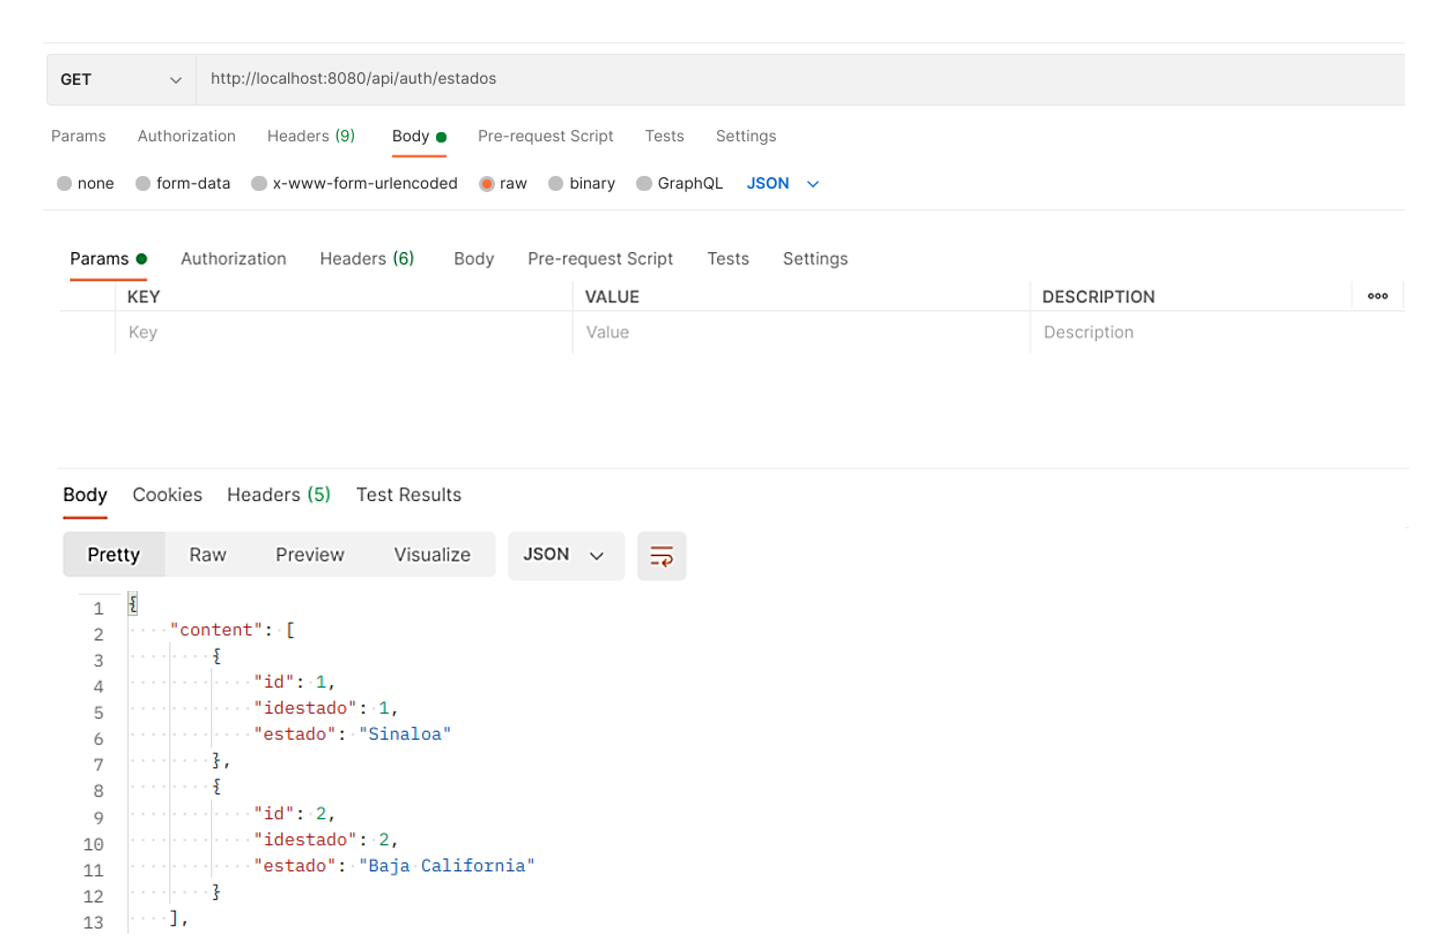 GET http://localhost:8080/api/auth/estados
Params Authorization Headers (9) Body Pre-request Script Tests Settings
none form-data x-www-form-urlencoded raw binary GraphQL JSON
Params Authorization Headers (6) Body Pre-request Script Tests Settings
KEY VALUE DESCRIPTION ooo
Key Value Description
Body Cookies Headers (5) Test Results
Pretty Raw Preview Visualize JSON
1 {
2 "content": [
3 {
4 "id": 1,
5 "idestado": 1,
6 "estado": "Sinaloa"
7 },
8 {
9 "id": 2,
10 "idestado": 2,
11 "estado": "Baja California"
12 }
13 ],